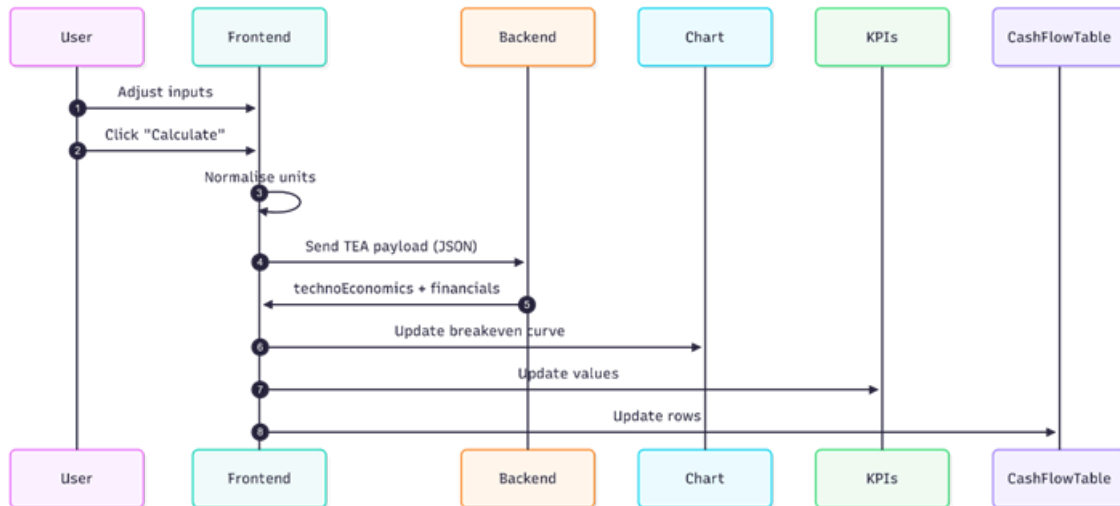 User
Frontend
Backend
Chart
KPIs
CashFlowTable
Adjust inputs
1
Click "Calculate"
2
Normalise units
3
Send TEA payload (JSON)
4
technoEconomics + financials
5
Update breakeven curve
6
Update values
7
Update rows
8
User
Frontend
Backend
Chart
KPIs
CashFlowTable